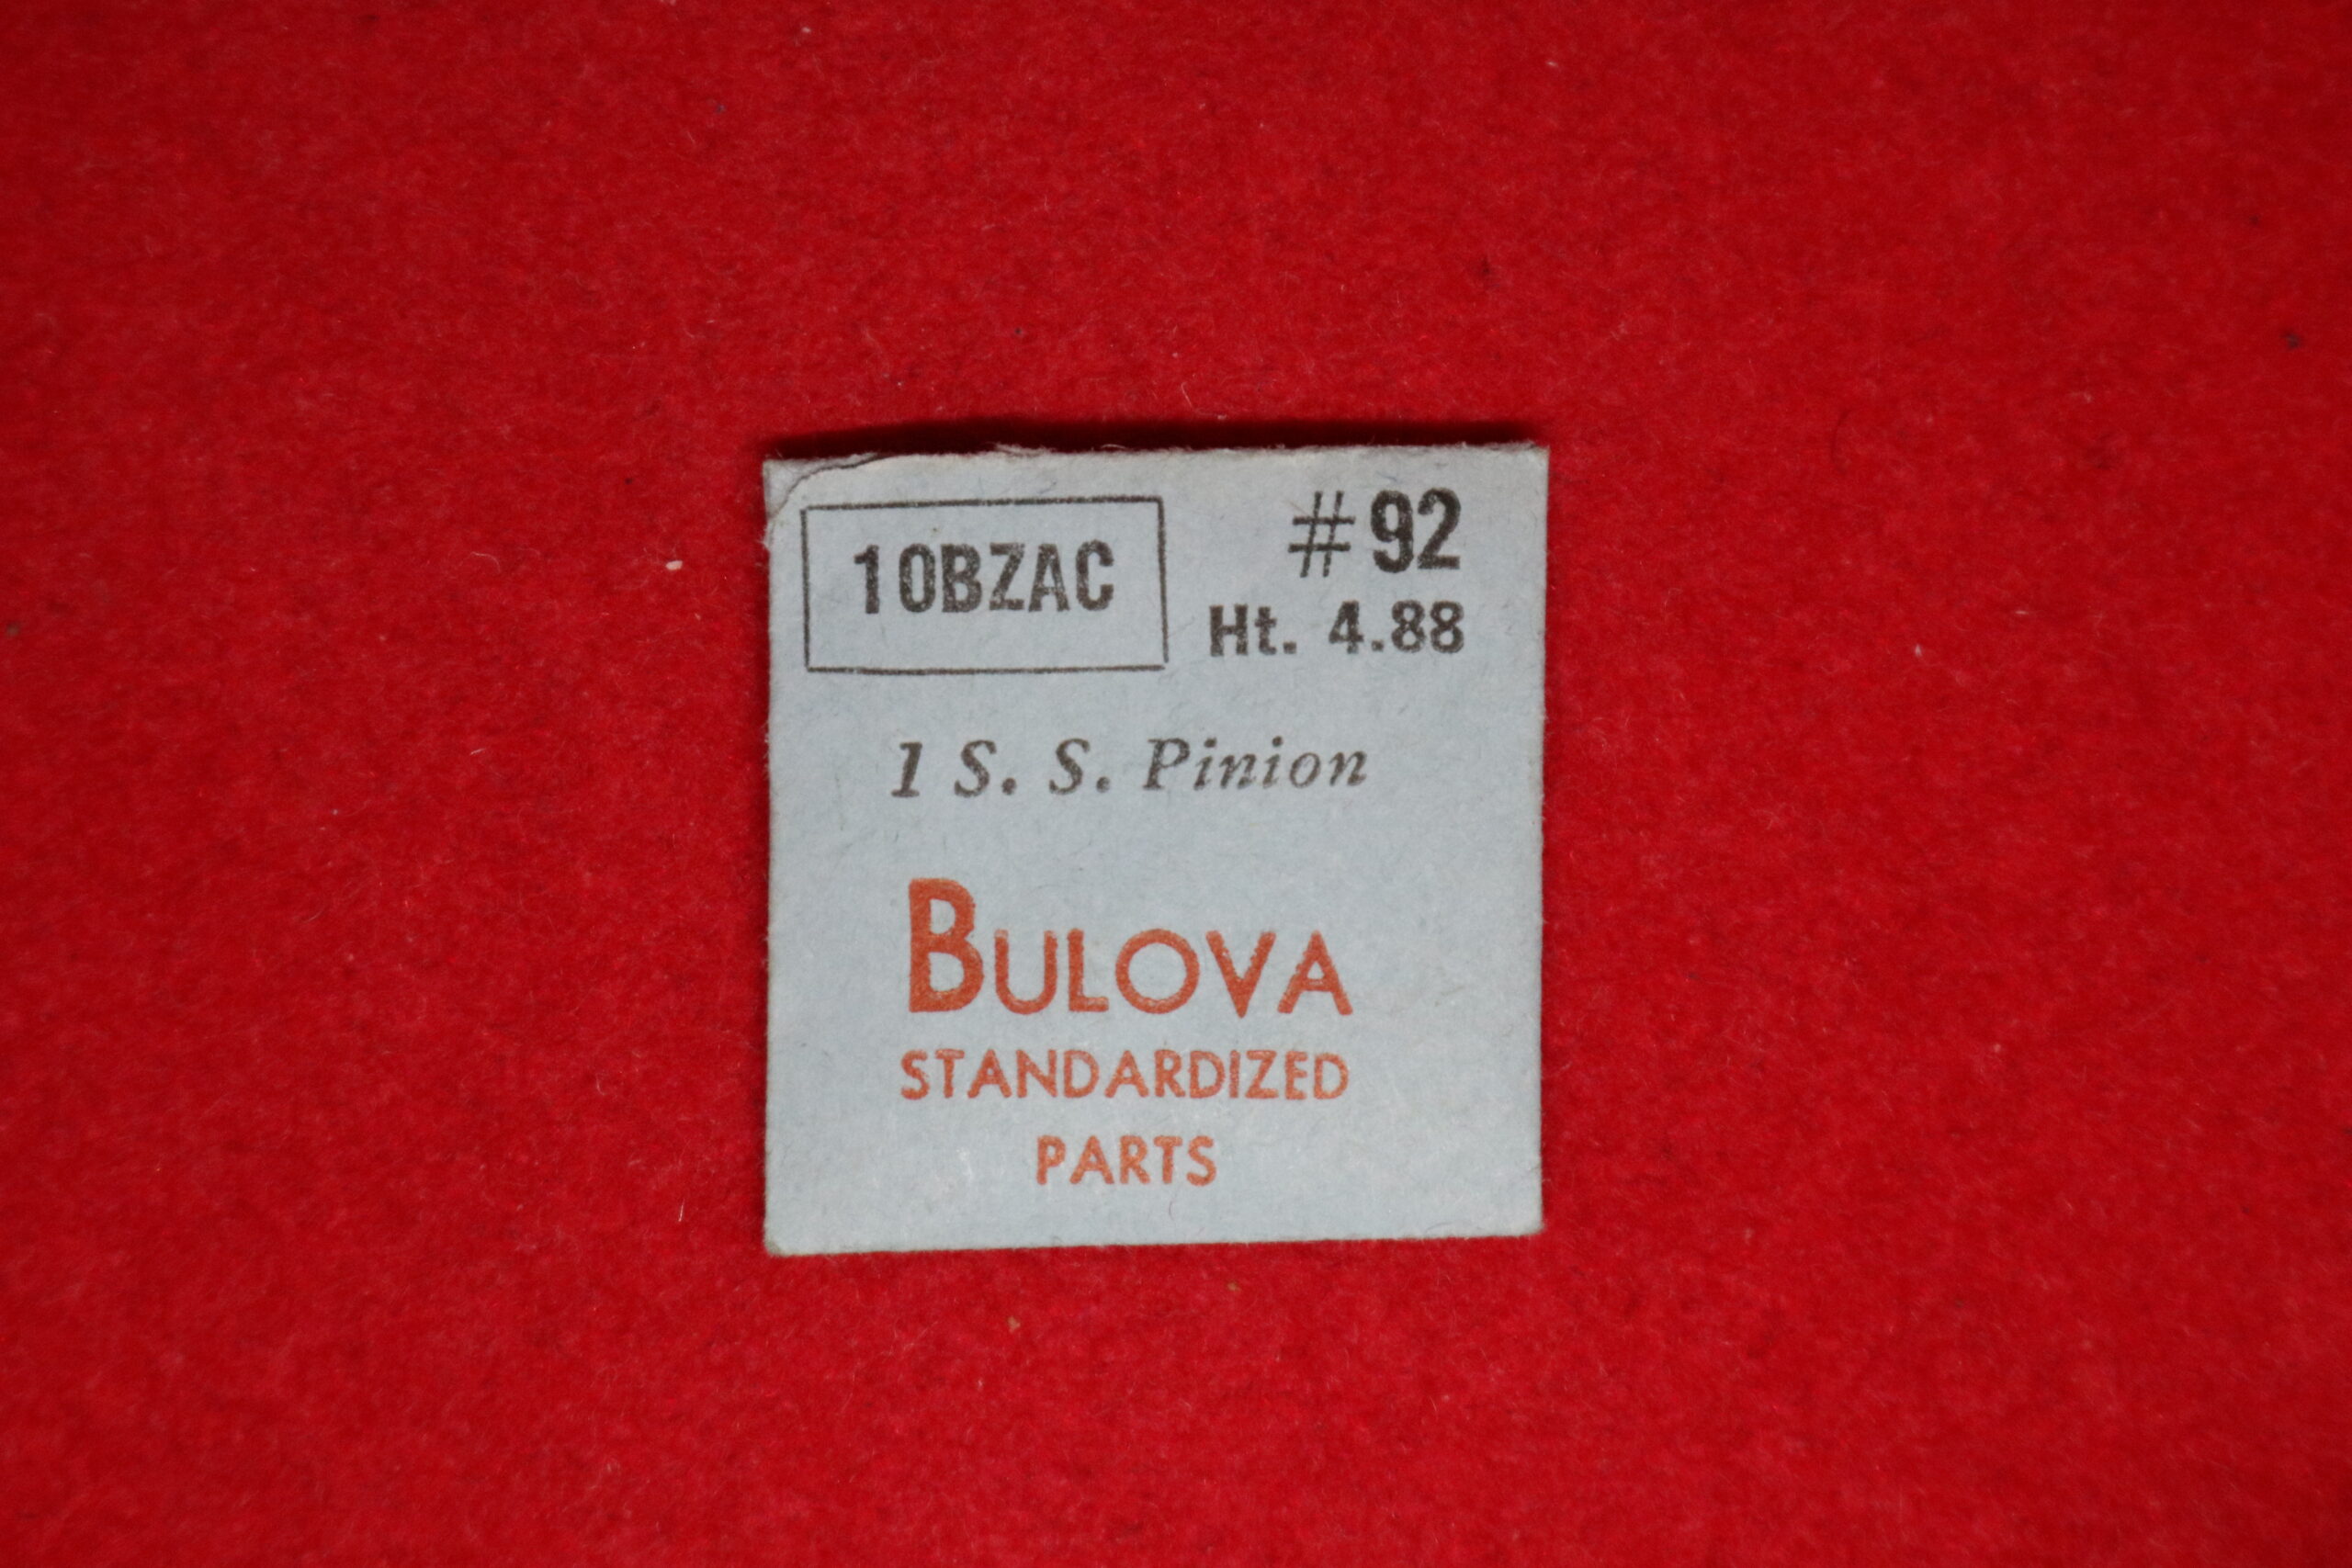 10BZAC
#92
Ht. 4.88
1 S. S. Pinion
BULOVA
STANDARDIZED
PARTS